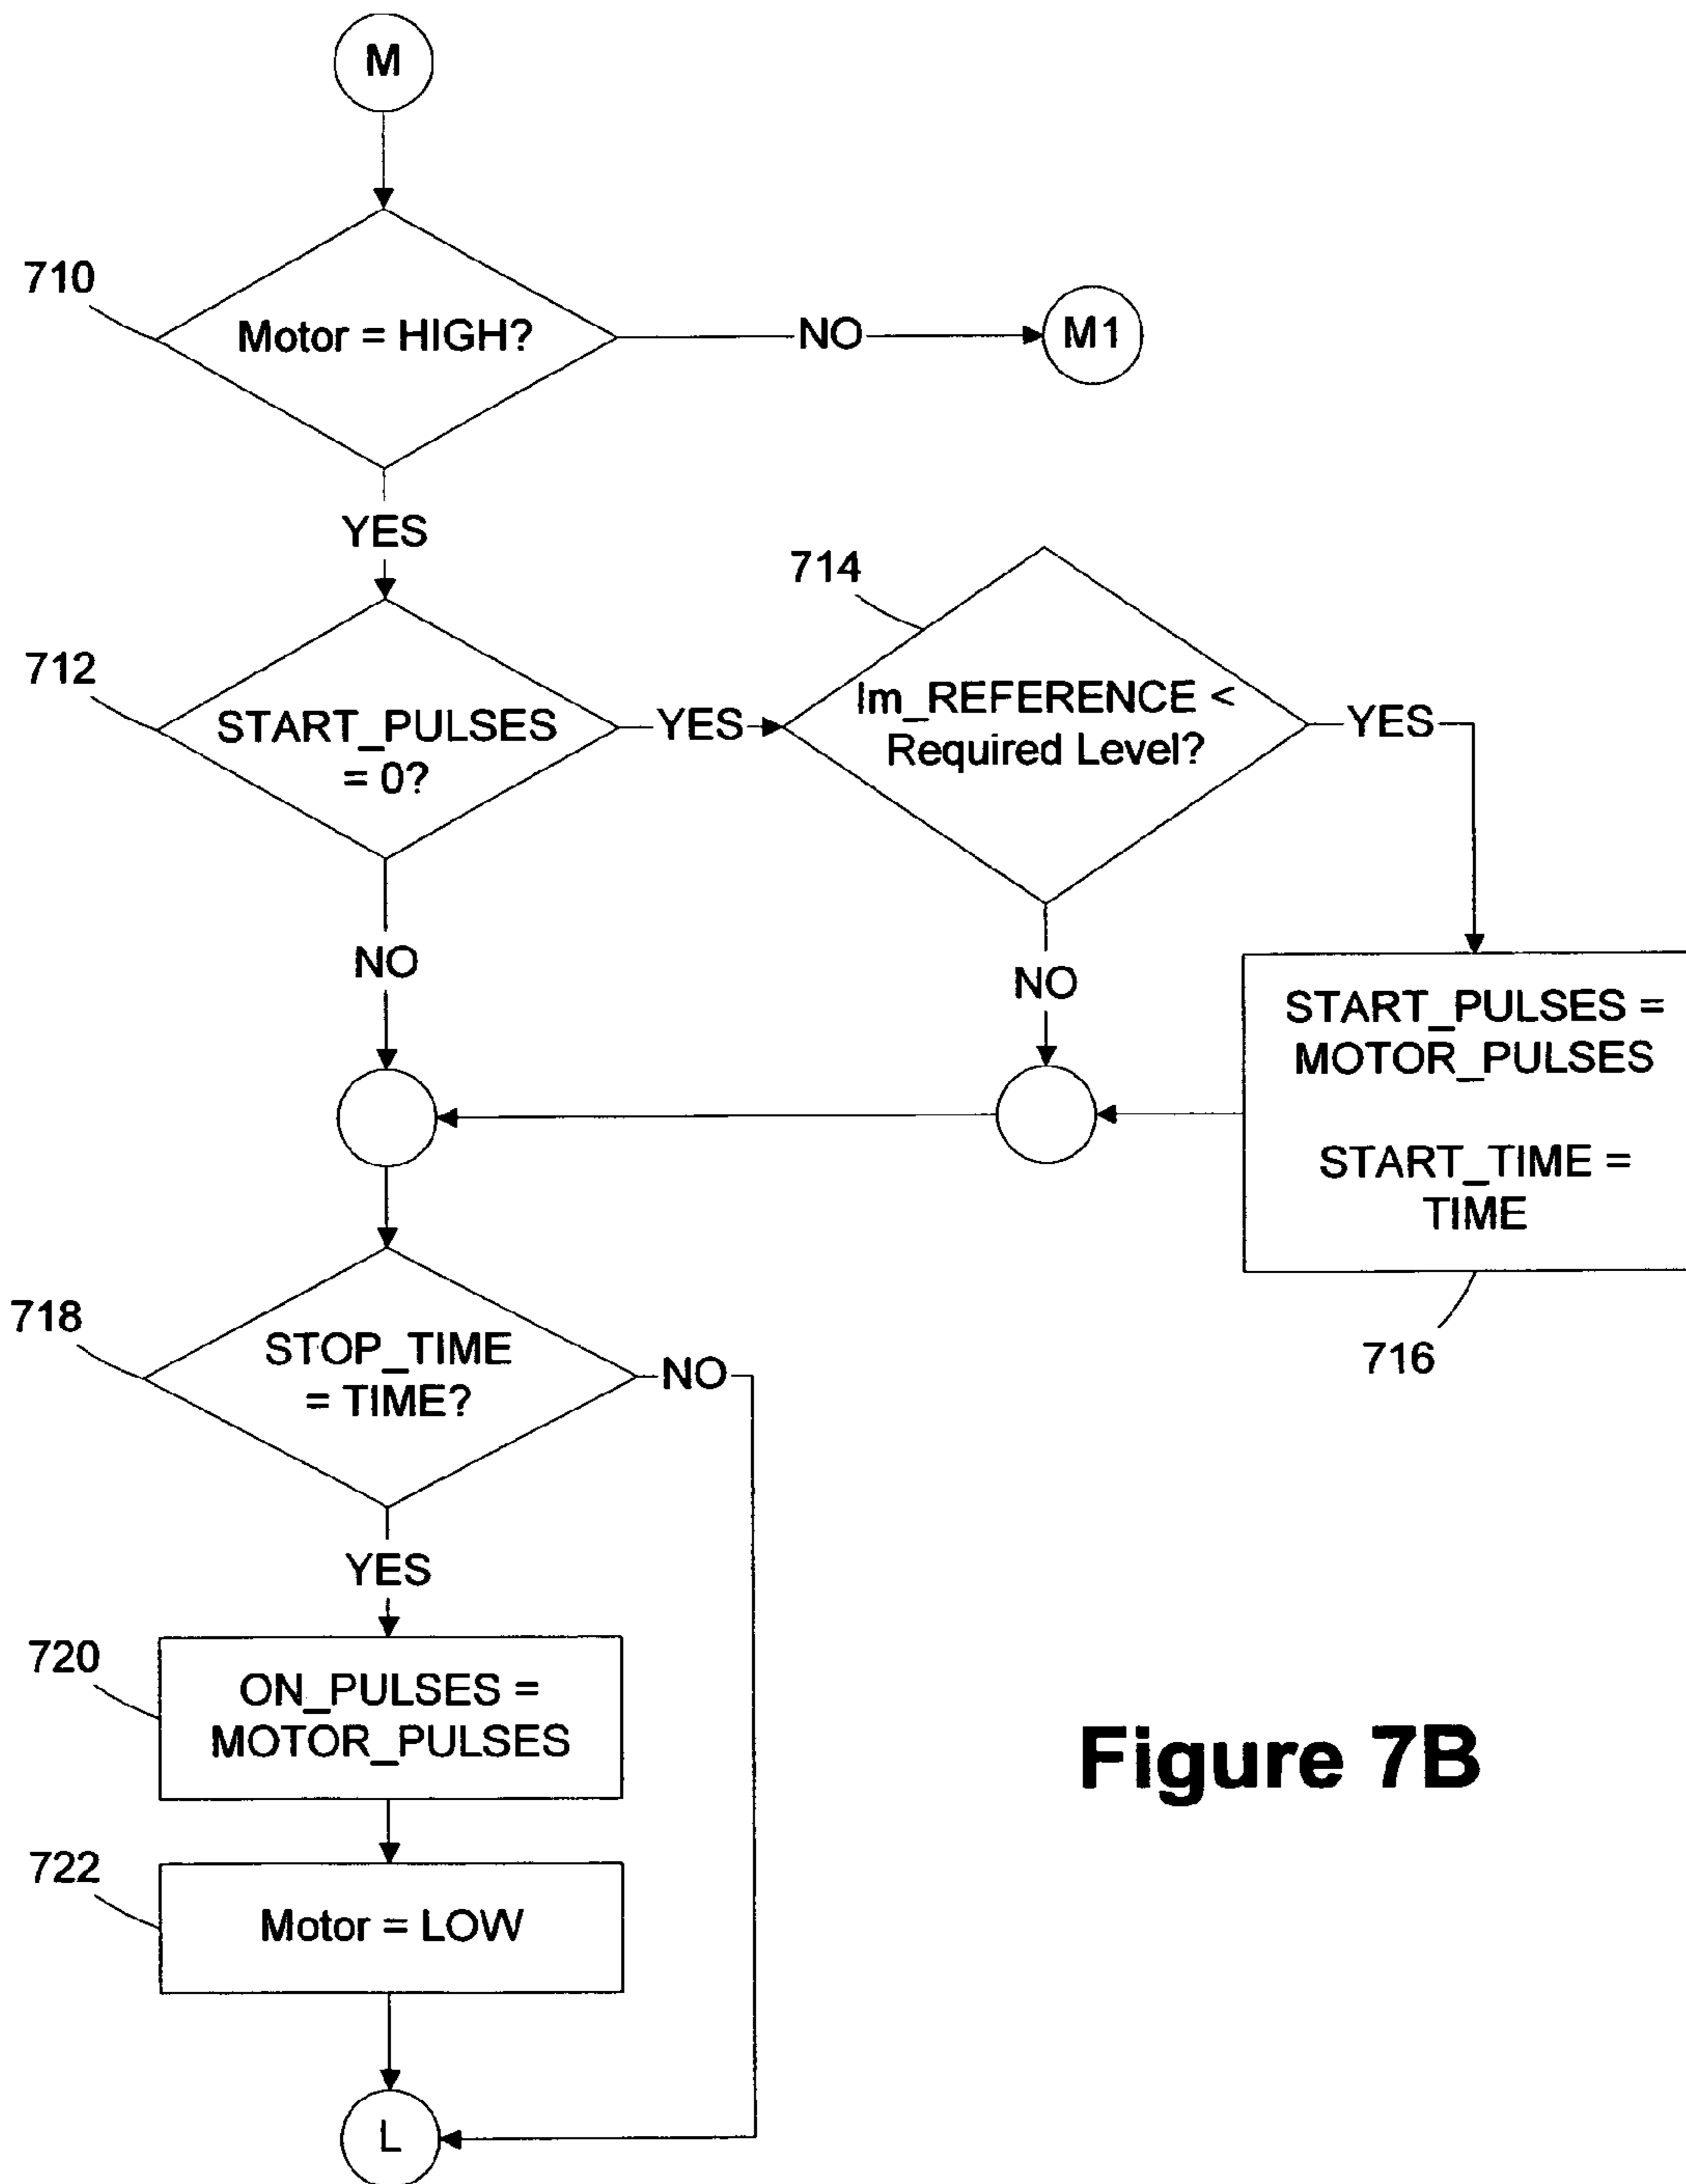 M
710
Motor = HIGH?
NO
M1
YES
714
712
START_PULSES
= 0?
YES
Im_REFERENCE <
Required Level?
YES
NO
NO
START_PULSES =
MOTOR_PULSES
START_TIME =
TIME
716
718
STOP_TIME
= TIME?
NO
YES
720
ON_PULSES =
MOTOR_PULSES
Figure 7B
722
Motor = LOW
L